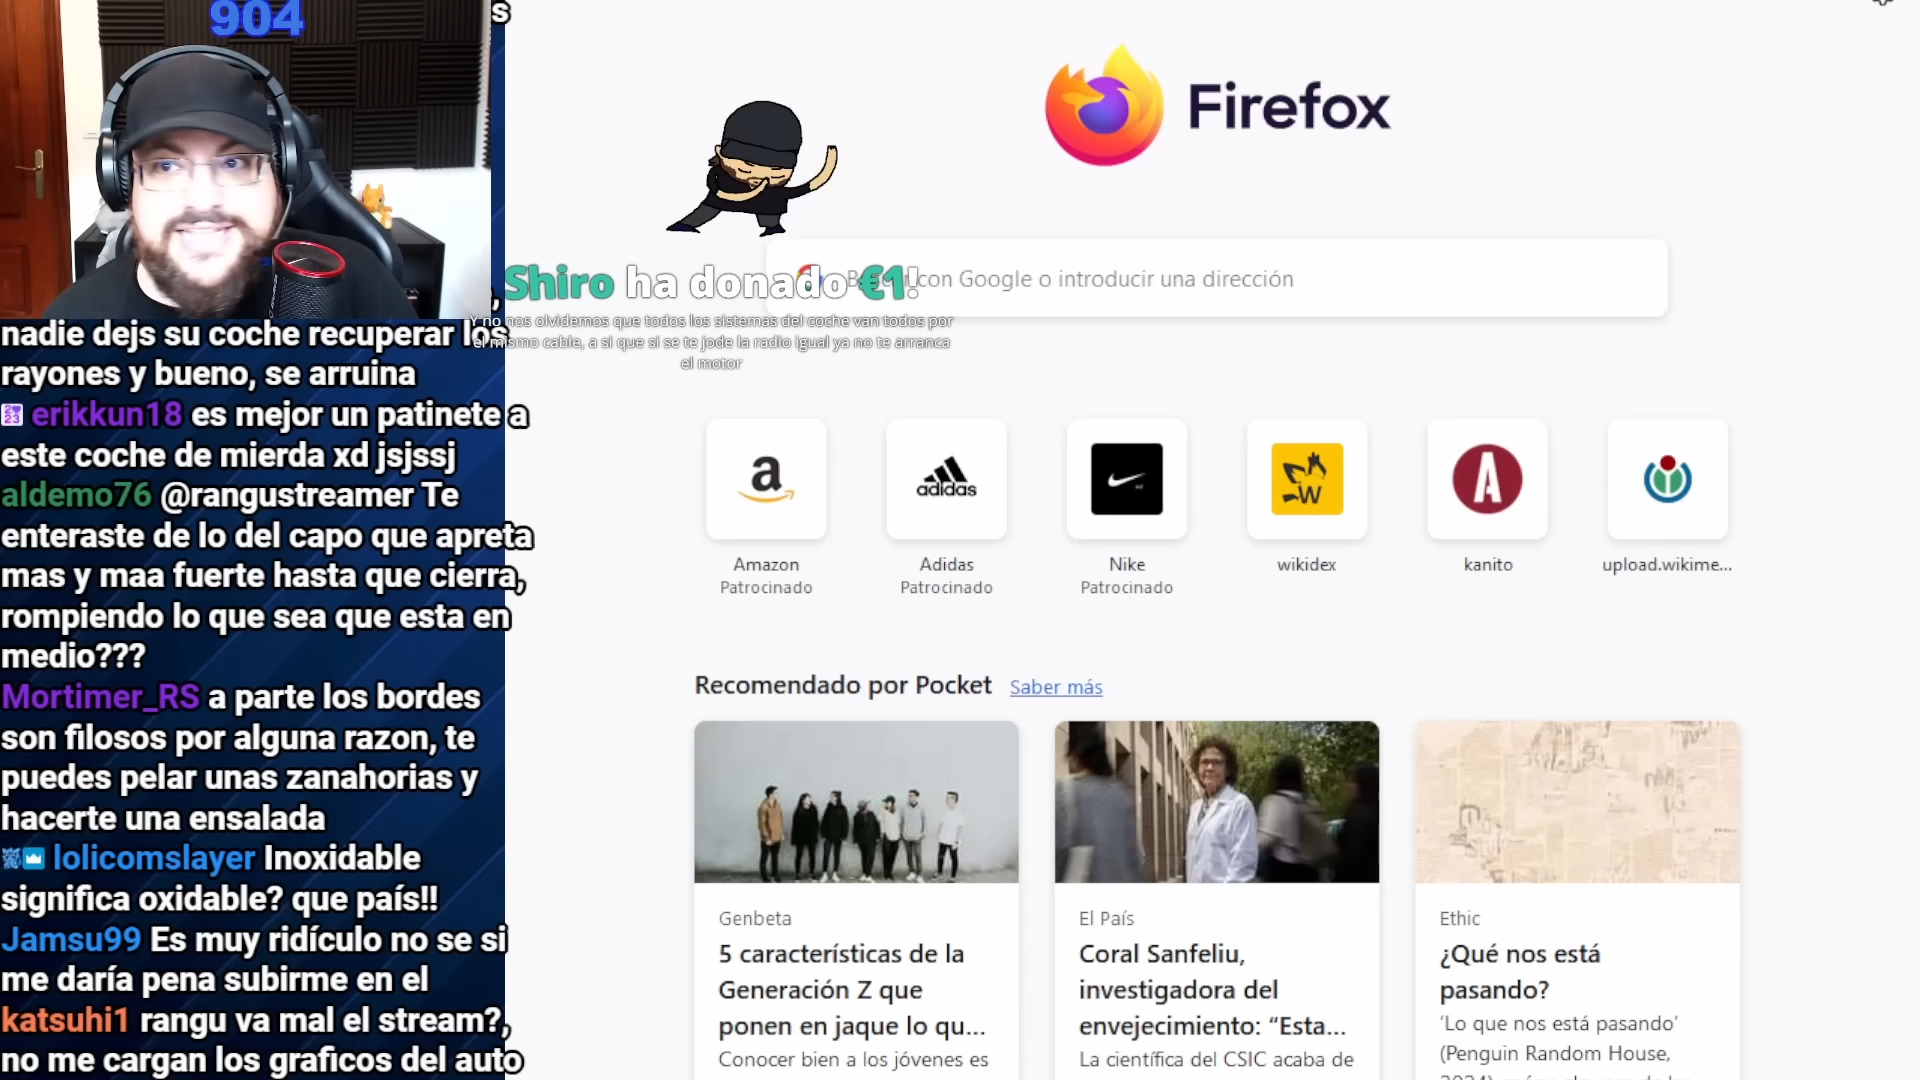 904
s
nadie dejs su coche recuperar los
rayones y bueno, se arruina
erikkun18 es mejor un patinete a
este coche de mierda xd jsjssj
aldemo76 @rangustreamer Te
enteraste de lo del capo que apreta
mas y maa fuerte hasta que cierra,
rompiendo lo que sea que esta en
medio???
Mortimer_RS a parte los bordes
son filosos por alguna razon, te
puedes pelar unas zanahorias y
hacerte una ensalada
lolicomslayer Inoxidable
significa oxidable? que país!!
Jamsu99 Es muy ridículo no se si
me daría pena subirme en el
katsuhi1 rangu va mal el stream?,
no me cargan los graficos del auto
Shiro ha donado €1!
Y no nos olvidemos que todos los sistemas del coche van todos por
el mismo cable, a si que si se te jode la radio igual ya no te arranca
el motor
Firefox
con Google o introducir una dirección
a
adidas
W
A
Amazon
Patrocinado
Adidas
Patrocinado
Nike
Patrocinado
wikidex
kanito
upload.wikime...
Recomendado por Pocket Saber más
Genbeta
5 características de la
Generación Z que
ponen en jaque lo qu...
Conocer bien a los jóvenes es
El País
Coral Sanfeliu,
investigadora del
envejecimiento: “Esta...
La científica del CSIC acaba de
Ethic
¿Qué nos está
pasando?
‘Lo que nos está pasando’
(Penguin Random House,